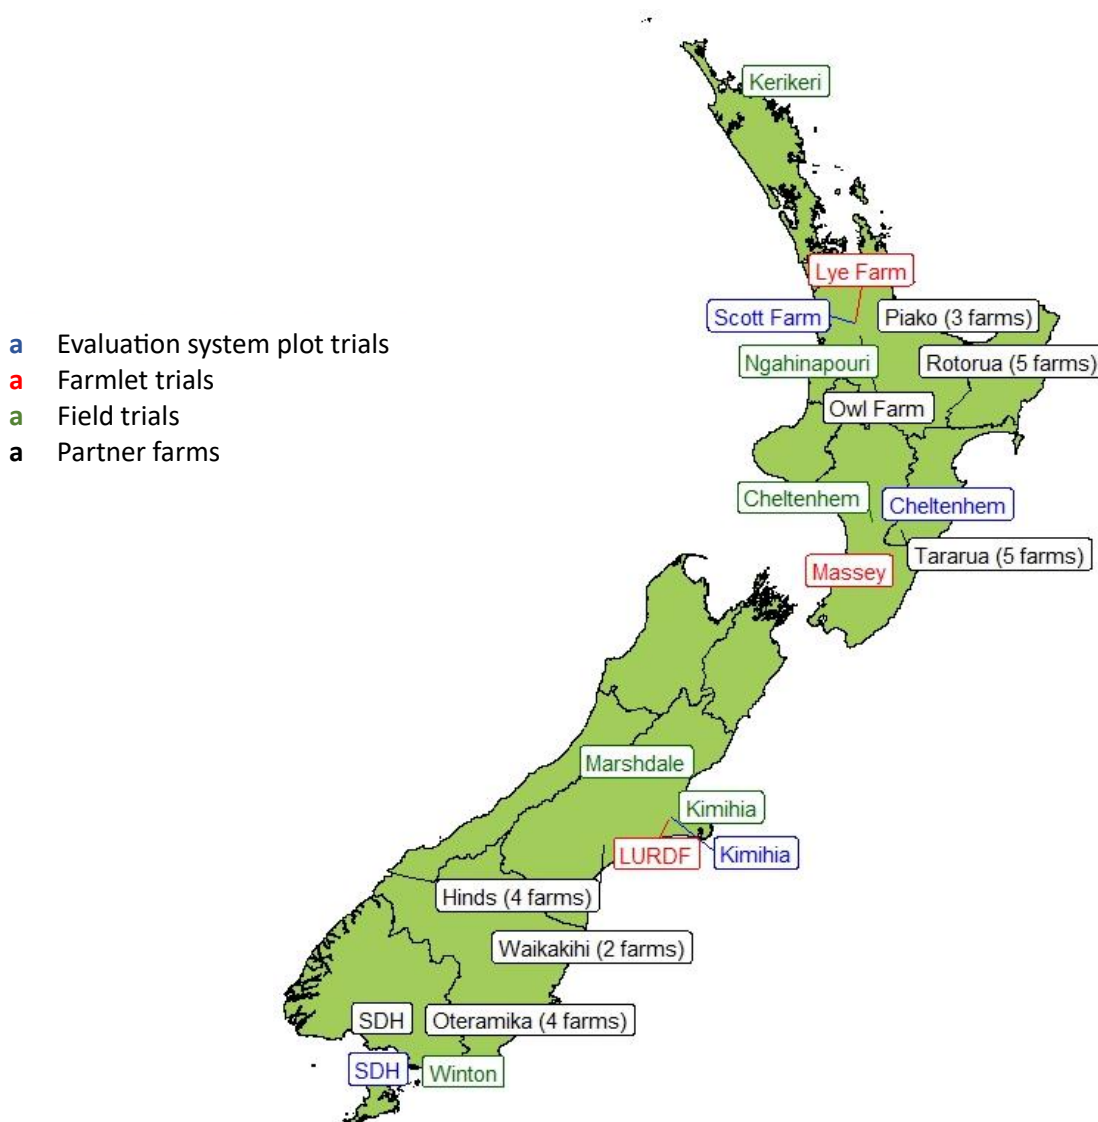 Kerikeri
Lye Farm
Scott Farm
Piako (3 farms)
Ngahinapouri
Rotorua (5 farms)
Owl Farm
a Evaluation system plot trials
a Farmlet trials
a Field trials
a Partner farms
Cheltenhem
Cheltenhem
Tararua (5 farms)
Massey
Marshdale
Kimihia
LURDF
Kimihia
Hinds (4 farms)
Waikakihi (2 farms)
SDH
Oteramika (4 farms)
SDH
Winton